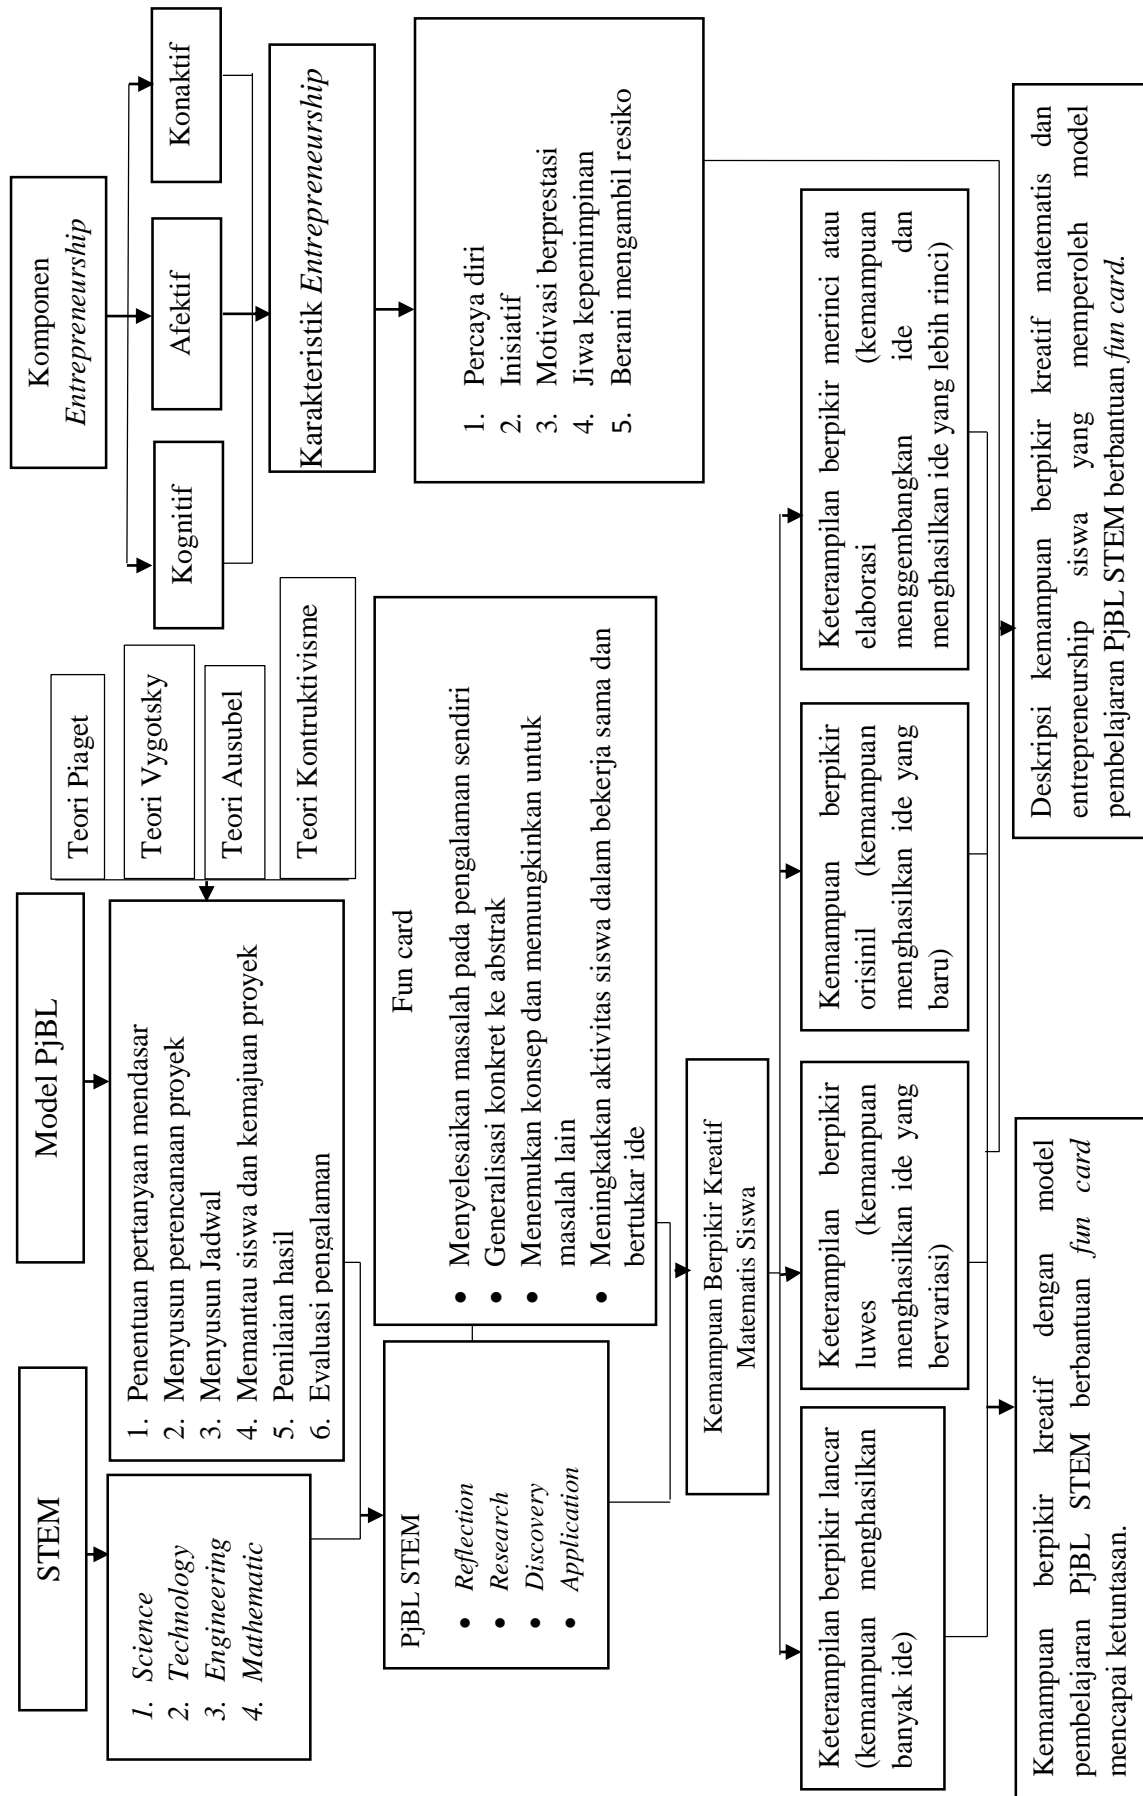 STEM
1. Science
2. Technology
3. Engineering
4. Mathematic
Model PjBL
1. Penentuan pertanyaan mendasar
2. Menyusun perencanaan proyek
3. Menyusun Jadwal
4. Memantau siswa dan kemajuan proyek
5. Penilaian hasil
6. Evaluasi pengalaman
Teori Piaget
Teori Vygotsky
Teori Ausubel
Teori Kontruktivisme
Komponen
Entrepreneurship
Kognitif
Afektif
Konaktif
Karakteristik Entrepreneurship
1. Percaya diri
2. Inisiatif
3. Motivasi berprestasi
4. Jiwa kepemimpinan
5. Berani mengambil resiko
PjBL STEM
• Reflection
• Research
• Discovery
• Application
Fun card
• Menyelesaikan masalah pada pengalaman sendiri
• Generalisasi konkret ke abstrak
• Menemukan konsep dan memungkinkan untuk
masalah lain
• Meningkatkan aktivitas siswa dalam bekerja sama dan
bertukar ide
Kemampuan Berpikir Kreatif
Matematis Siswa
Keterampilan berpikir lancar
(kemampuan menghasilkan
banyak ide)
Keterampilan berpikir
luwes (kemampuan
menghasilkan ide yang
bervariasi)
Kemampuan berpikir
orisinil (kemampuan
menghasilkan ide yang
baru)
Keterampilan berpikir merinci atau
elaborasi (kemampuan
menggembangkan ide dan
menghasilkan ide yang lebih rinci)
Kemampuan berpikir kreatif dengan model
pembelajaran PjBL STEM berbantuan fun card
mencapai ketuntasan.
Deskripsi kemampuan berpikir kreatif matematis dan
entrepreneurship siswa yang memperoleh model
pembelajaran PjBL STEM berbantuan fun card.